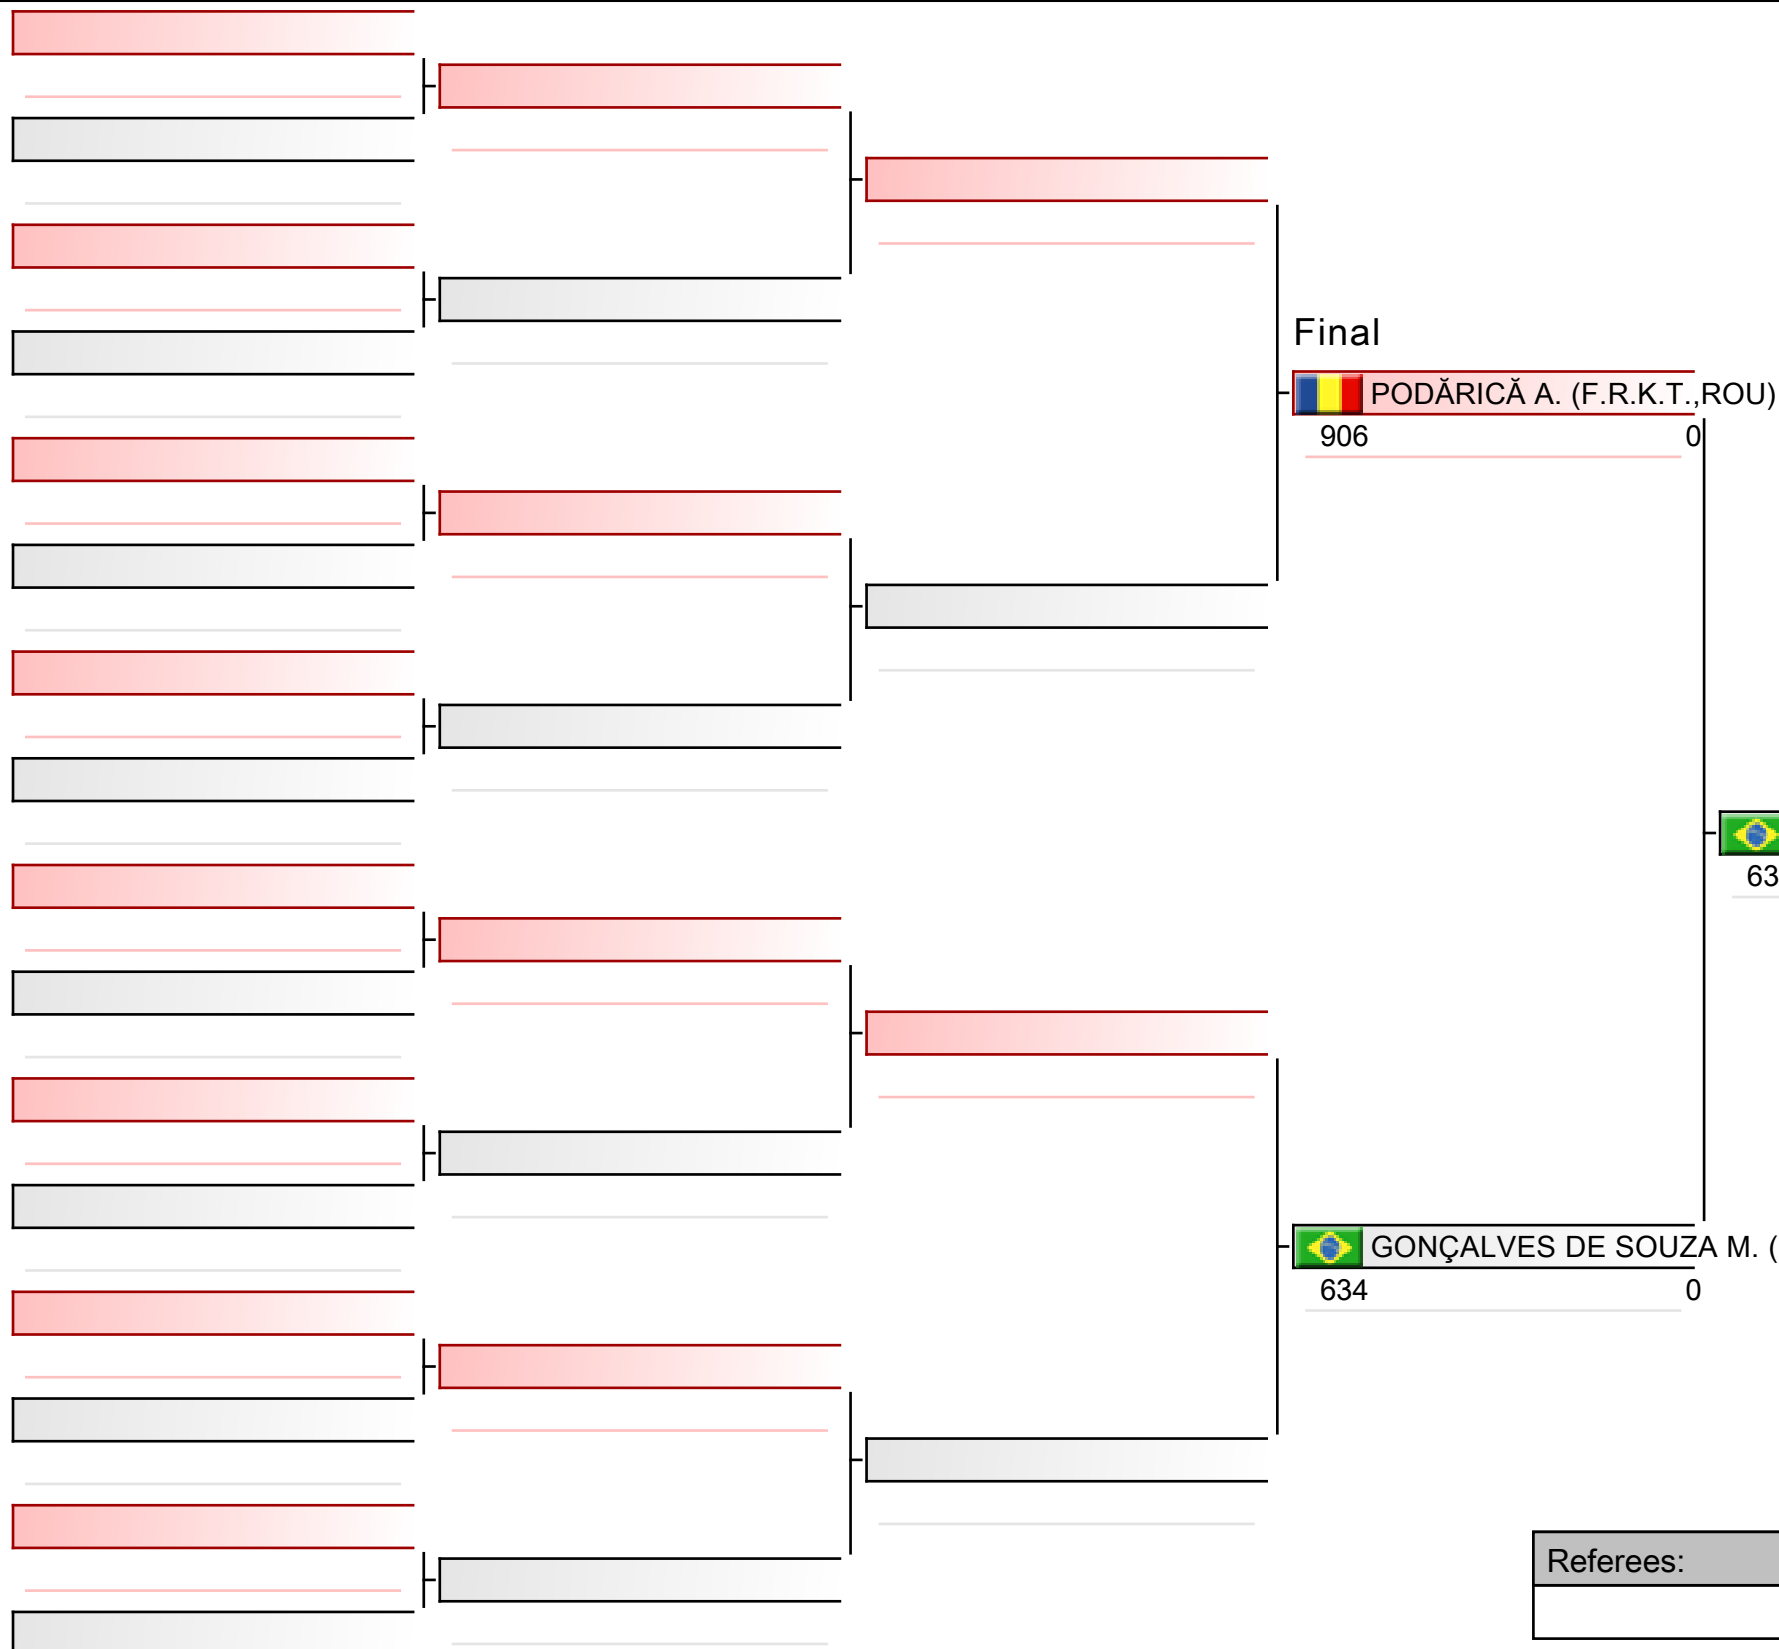 Final
PODĂRICĂ A. (F.R.K.T.,ROU)
906 0
63
GONÇALVES DE SOUZA M. (
634 0
Referees: